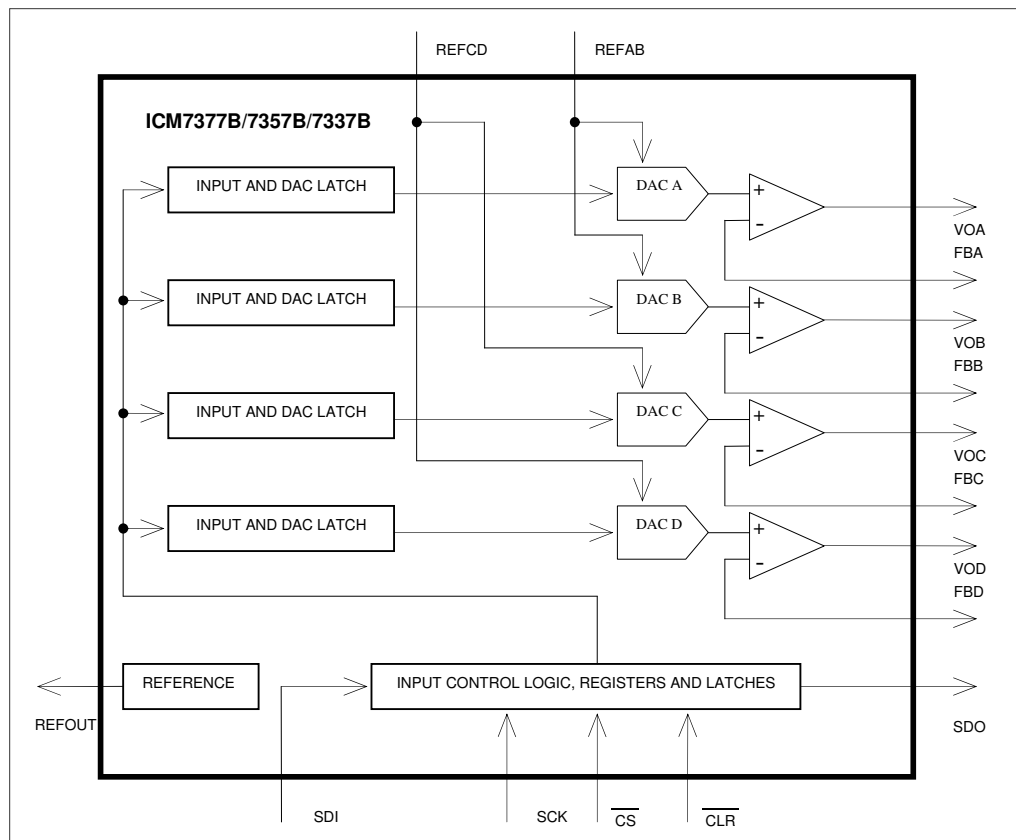 REFCD
REFAB
ICM7377B/7357B/7337B
INPUT AND DAC LATCH
DAC A
+
-
VOA
FBA
INPUT AND DAC LATCH
DAC B
+
-
VOB
FBB
INPUT AND DAC LATCH
DAC C
+
-
VOC
FBC
INPUT AND DAC LATCH
DAC D
+
-
VOD
FBD
REFERENCE
INPUT CONTROL LOGIC, REGISTERS AND LATCHES
REFOUT
SDO
SDI
SCK
C̅S̅
C̅L̅R̅